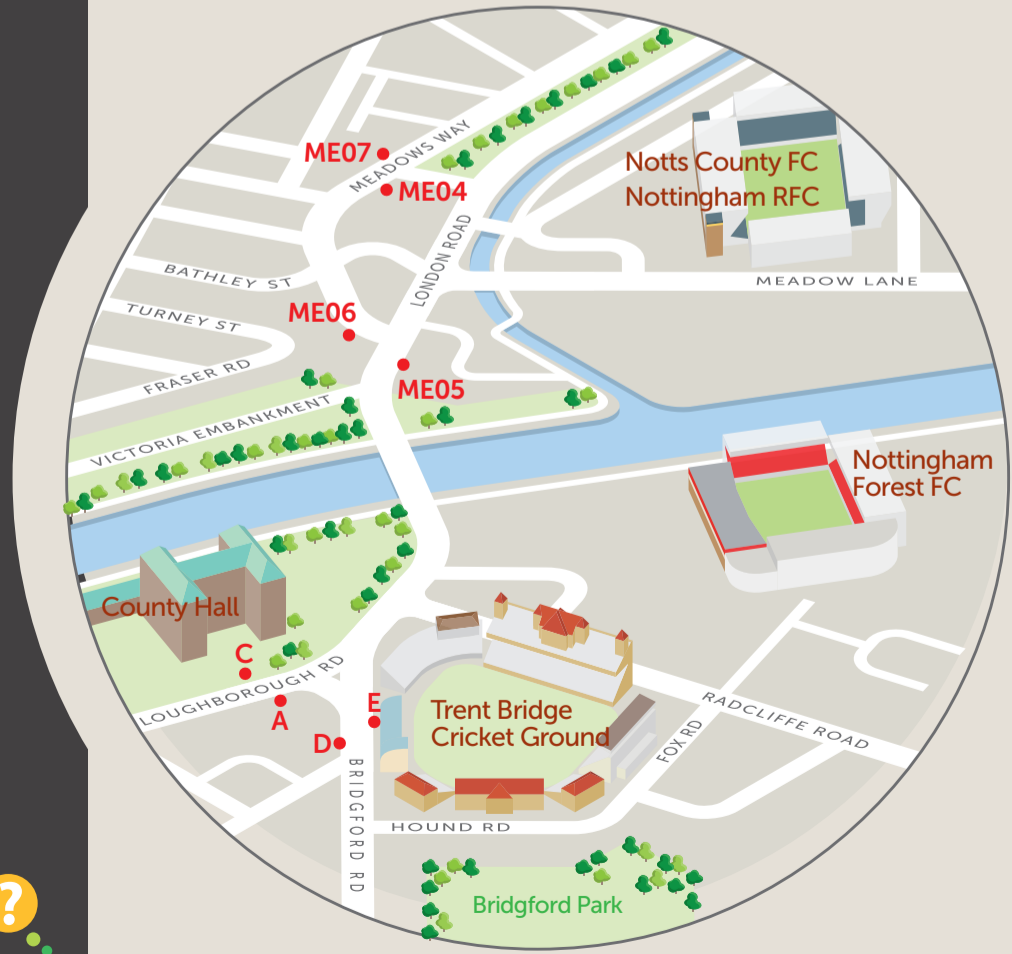 MEADOWS WAY
ME07
ME04
Notts County FC
Nottingham RFC
LONDON ROAD
BATHLEY ST
MEADOW LANE
TURNEY ST
ME06
FRASER RD
ME05
VICTORIA EMBANKMENT
Nottingham
Forest FC
County Hall
C
LOUGHBOROUGH RD
A
E
D
Trent Bridge
Cricket Ground
RADCLIFFE ROAD
FOX RD
BRIDGFORD RD
HOUND RD
Bridgford Park
?